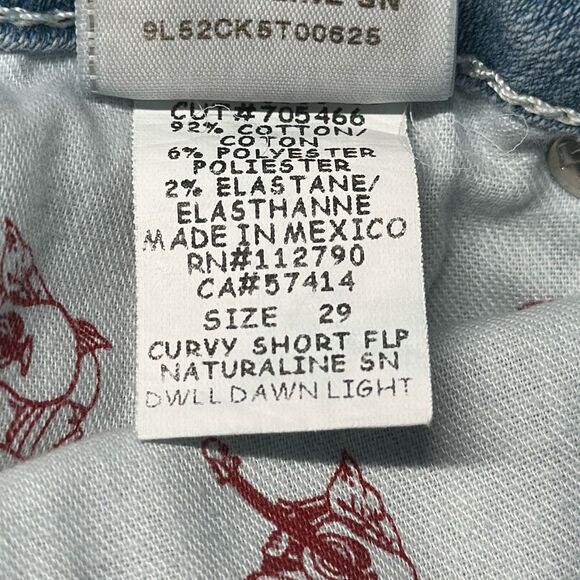 SN
9L52CK5T00625
CUT#705466
92% COTTON/
COTON
6% POLYESTER
POLIESTER
2% ELASTANE/
ELASTHANNE
MADE IN MEXICO
RN#112790
CA#57414
SIZE 29
CURVY SHORT FLP
NATURALINE SN
DWLL DAWN LIGHT